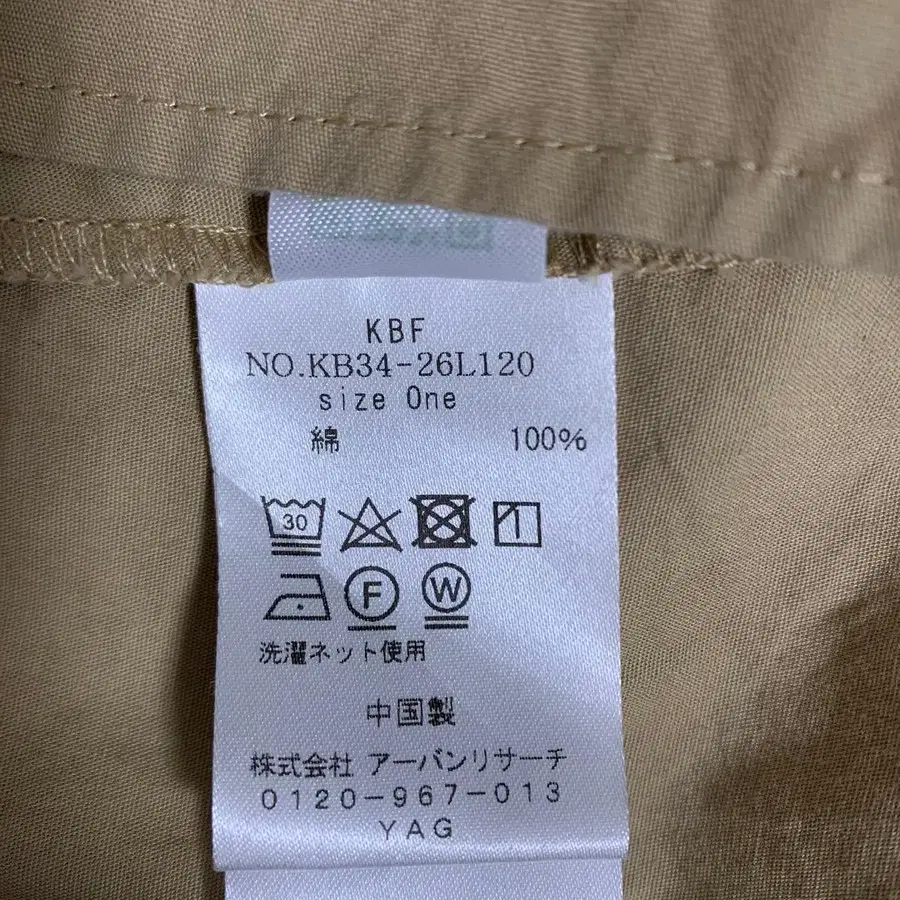 KBF
NO.KB34-26L120
size One
綿 100%
30
F W
洗濯ネット使用
中国製
株式会社 アーバンリサーチ
0120-967-013
YAG